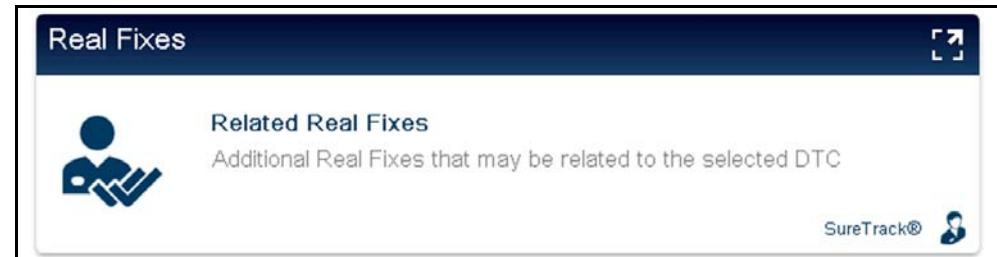 Real Fixes
Related Real Fixes
Additional Real Fixes that may be related to the selected DTC
SureTrack®